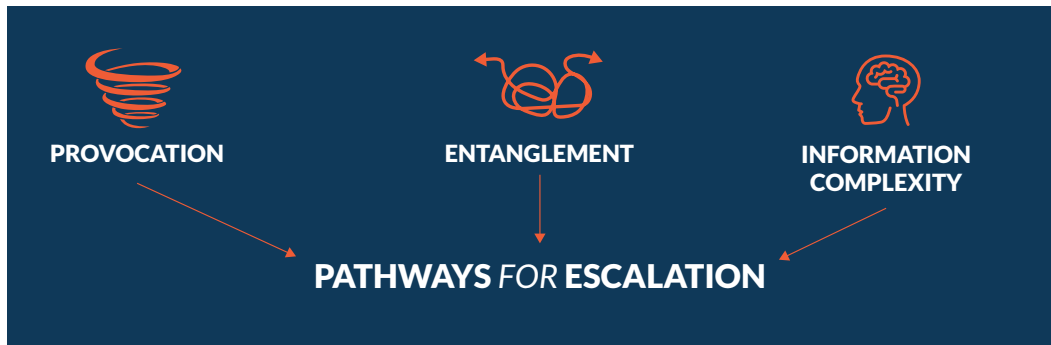 PROVOCATION
ENTANGLEMENT
INFORMATION
COMPLEXITY
PATHWAYS FOR ESCALATION